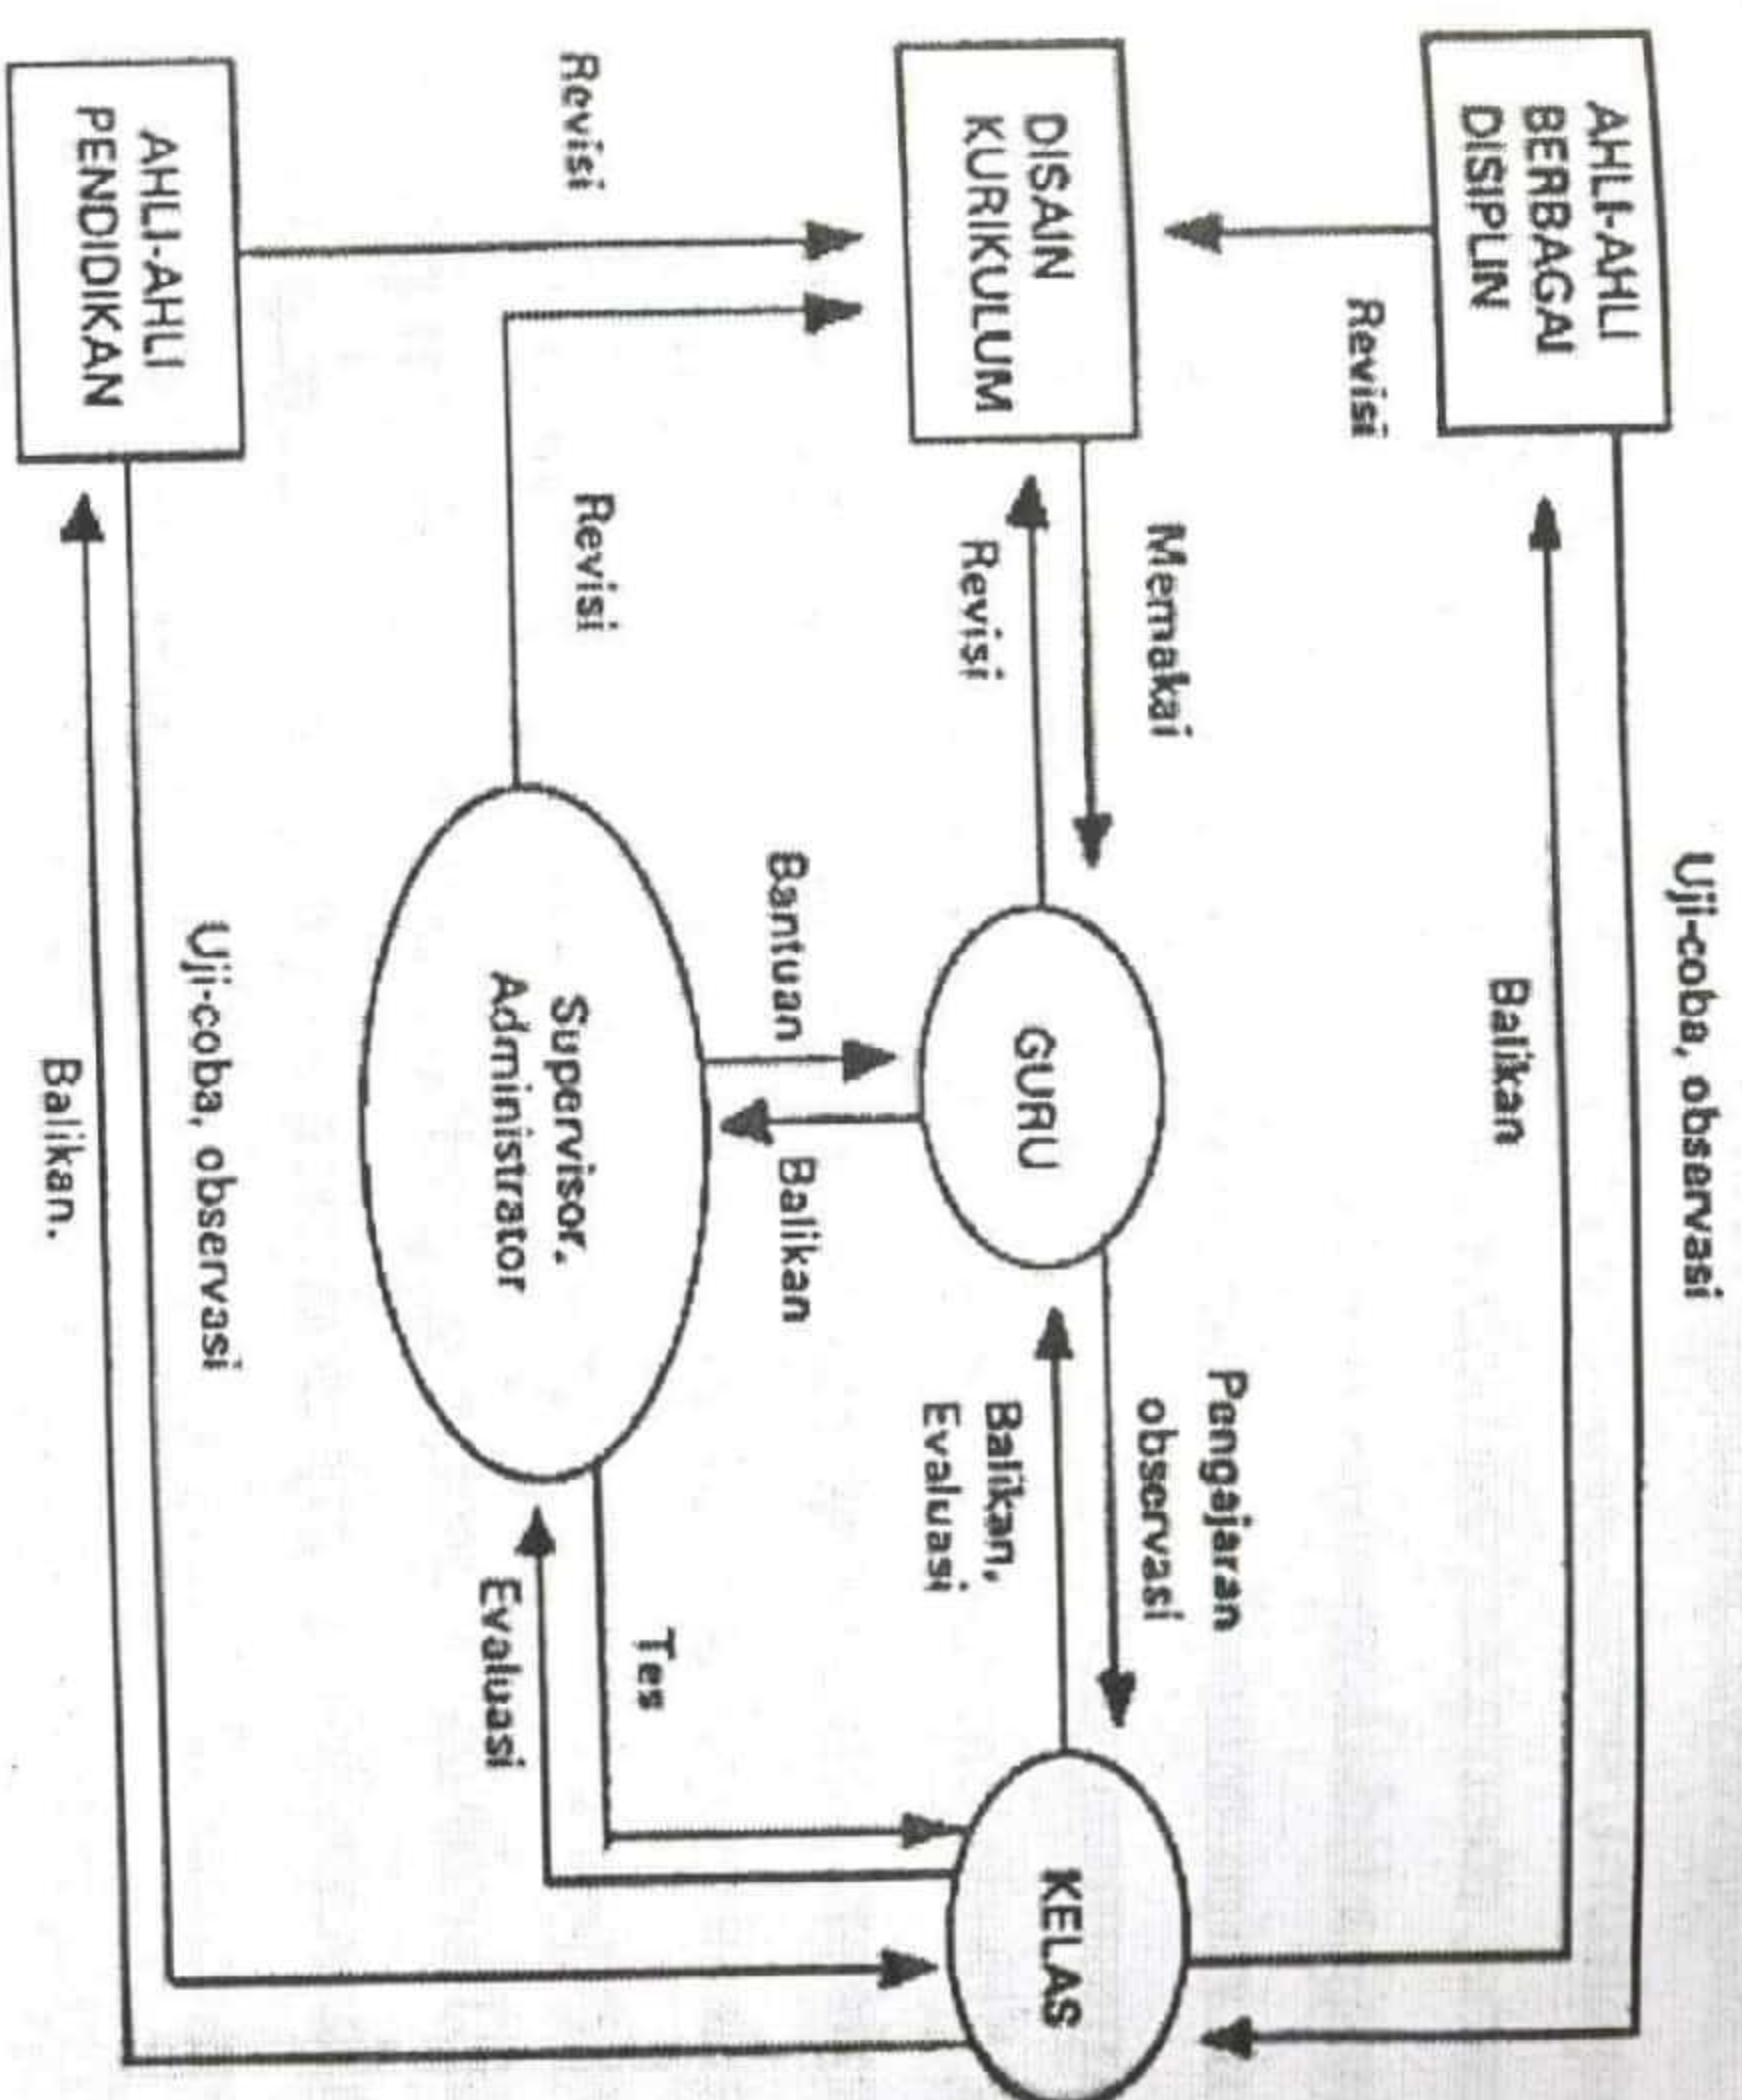 Uji-coba, observasi
AHLI-AHLI
BERBAGAI
DISIPLIN
Balikan
Revisi
Pengajaran
observasi
Memakai
DISAIN
KURIKULUM
GURU
KELAS
Revisi
Balikan,
Evaluasi
Bantuan
Balikan
Tes
Revisi
Revisi
Supervisor.
Administrator
Evaluasi
Uji-coba, observasi
AHLI-AHLI
PENDIDIKAN
Balikan.